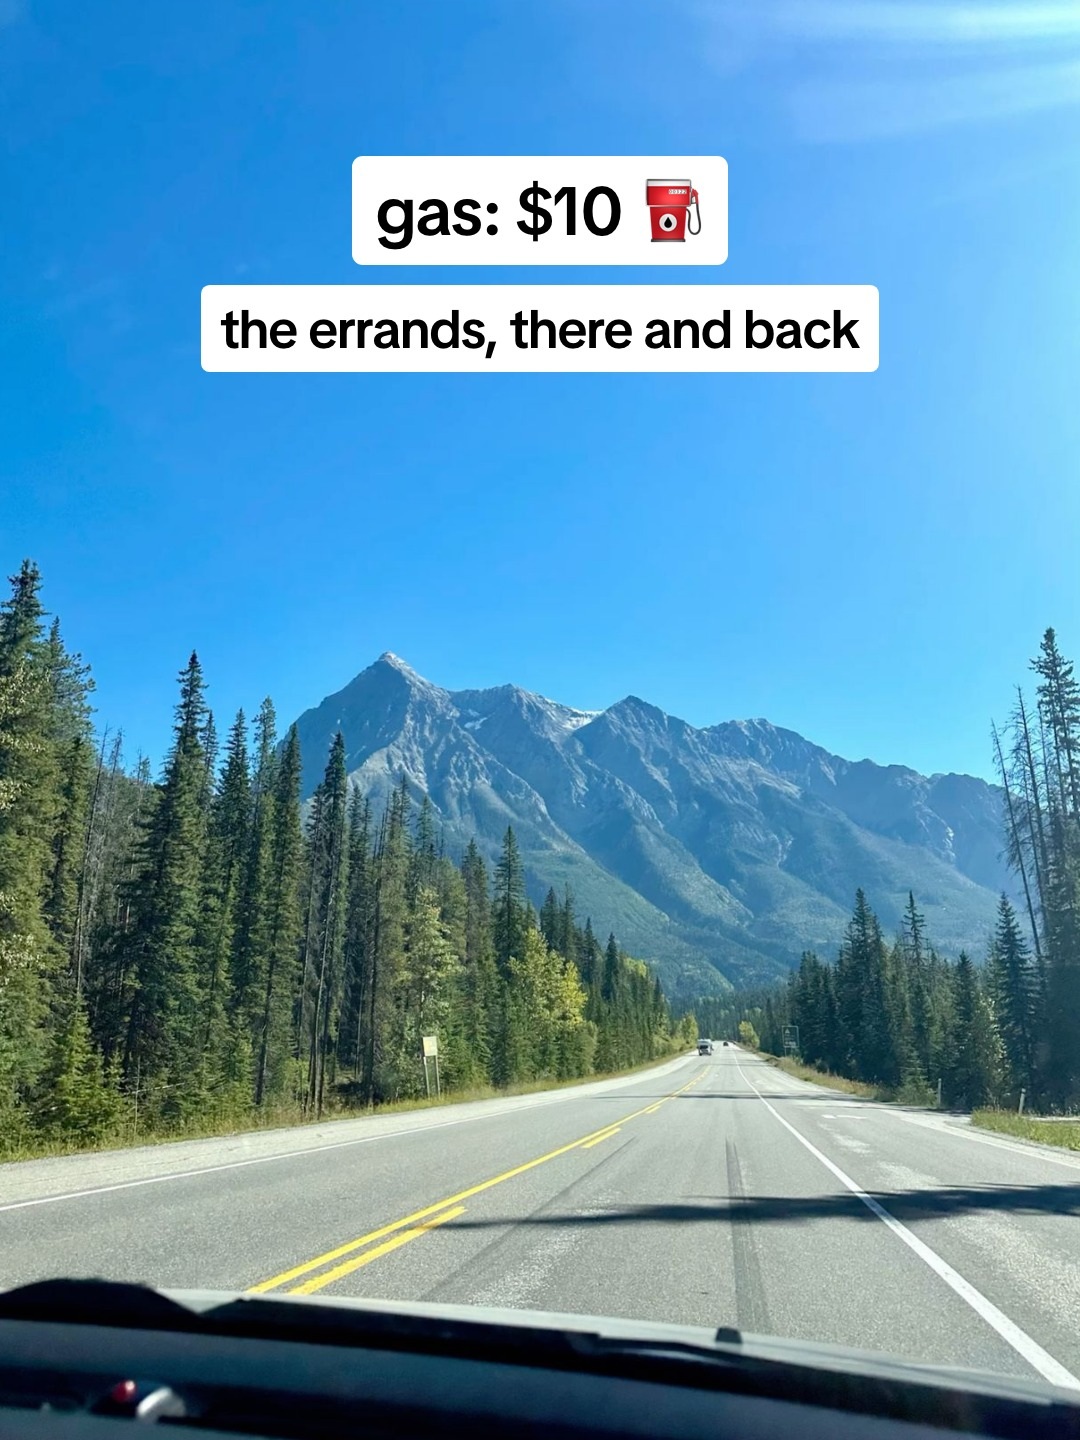 gas: $10 ⛽
the errands, there and back